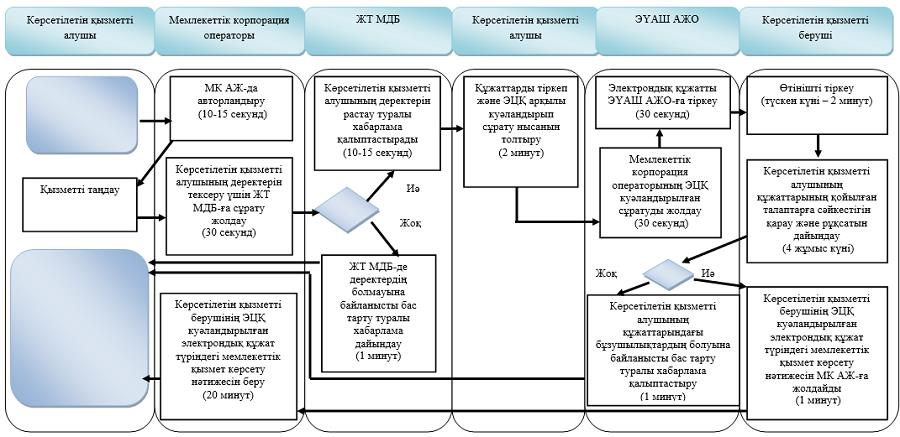 Көрсетілетін қызметті
алушы
Мемлекеттік корпорация
операторы
ЖТ МДБ
Көрсетілетін қызметті
алушы
ЭҮАШ АЖО
Көрсетілетін қызметті
беруші
МК АЖ-да
авторландыру
(10-15 секунд)
Қызметті таңдау
Көрсетілетін қызметті
алушының деректерін
тексеру үшін ЖТ
МДБ-ға сұрату
жолдау
(30 секунд)
Көрсетілетін қызметті
алушының деректерін
растау туралы
хабарлама
қалыптастырады
(10-15 секунд)
Иә
Жоқ
ЖТ МДБ-де
деректердің
болмауына
байланысты бас
тарту туралы
хабарлама
дайындау
(1 минут)
Құжаттарды тіркеп
және ЭЦҚ арқылы
куәландырып
сұрату нысанын
толтыру
(2 минут)
Электрондық құжатты
ЭҮАШ АЖО-ға тіркеу
(30 секунд)
Мемлекеттік
корпорация
операторының ЭЦҚ
куәландырылған
сұратуды жолдау
(30 секунд)
Өтінішті тіркеу
(түскен күні – 2 минут)
Көрсетілетін қызметті
алушының
құжаттарының қойылған
талаптарға сәйкестігін
қарау және рұқсатын
дайындау
(4 жұмыс күні)
Жоқ
Иә
Көрсетілетін қызметті
алушының
құжаттарындағы
бұзушылықтардың болуына
байланысты бас тарту
туралы хабарлама
қалыптастыру
(1 минут)
Көрсетілетін қызметті
берушінің ЭЦҚ
куәландырылған
электрондық құжат
түріндегі мемлекеттік
қызмет көрсету
нәтижесін МК АЖ-ға
жолдайды
(1 минут)
Көрсетілетін қызметті
берушінің ЭЦҚ
куәландырылған
электрондық құжат
түріндегі мемлекеттік
қызмет көрсету
нәтижесін беру
(20 минут)